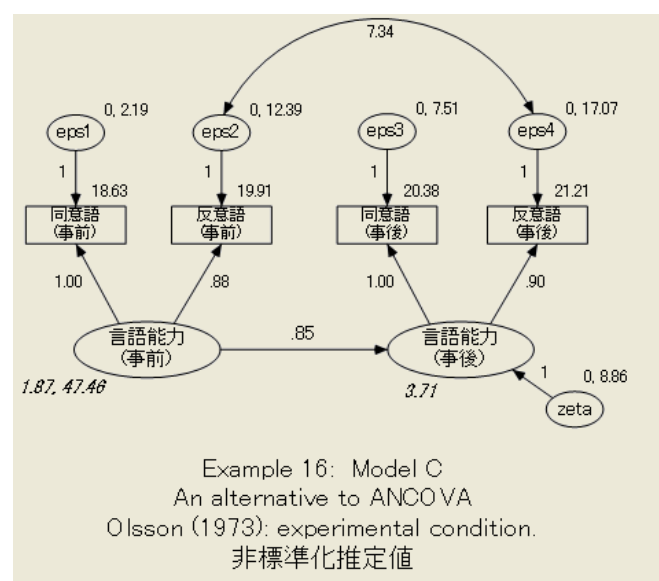 7.34
0, 2.19
0, 12.39
0, 7.51
0, 17.07
eps1
eps2
eps3
eps4
1
1
1
1
18.63
19.91
20.38
21.21
同意語
(事前)
反意語
(事前)
同意語
(事後)
反意語
(事後)
1.00
.88
1.00
.90
言語能力
(事前)
.85
言語能力
(事後)
1.87, 47.46
3.71
1
0, 8.86
zeta
Example 16: Model C
An alternative to ANCOVA
Olsson (1973): experimental condition.
非標準化推定値